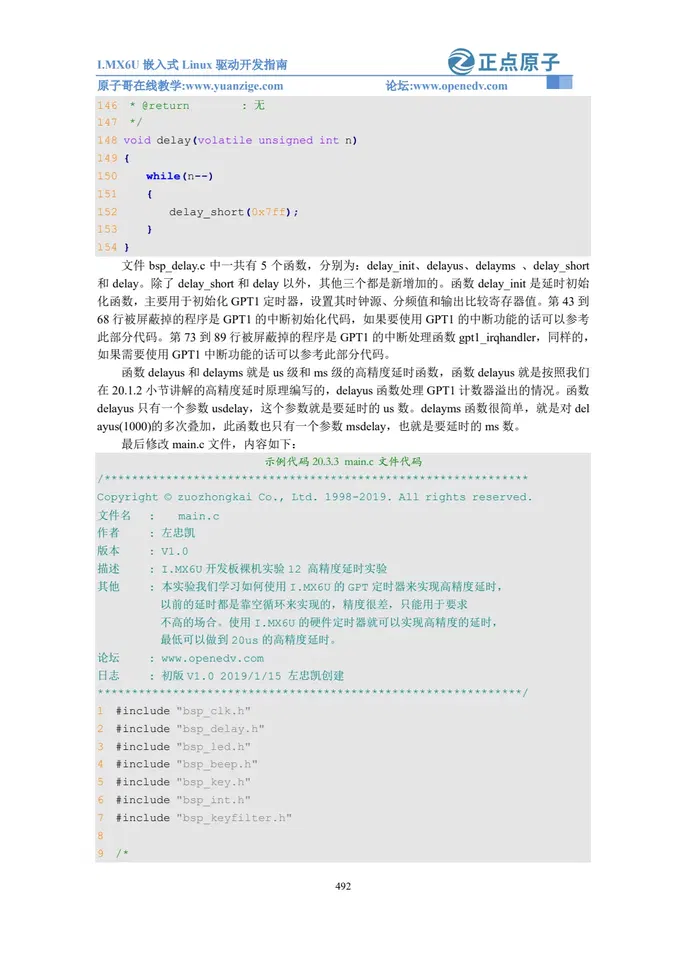 I.MX6U 嵌入式 Linux 驱动开发指南
正点原子
原子哥在线教学:www.yuanzige.com 论坛:www.openedv.com
146 * @return : 无
147 */
148 void delay(volatile unsigned int n)
149 {
150 while(n--)
151 {
152 delay_short(0x7ff);
153 }
154 }
文件 bsp_delay.c 中一共有 5 个函数，分别为：delay_init、delayus、delayms 、delay_short
和 delay。除了 delay_short 和 delay 以外，其他三个都是新增加的。函数 delay_init 是延时初始
化函数，主要用于初始化 GPT1 定时器，设置其时钟源、分频值和输出比较寄存器值。第 43 到
68 行被屏蔽掉的程序是 GPT1 的中断初始化代码，如果要使用 GPT1 的中断功能的话可以参考
此部分代码。第 73 到 89 行被屏蔽掉的程序是 GPT1 的中断处理函数 gpt1_irqhandler，同样的，
如果需要使用 GPT1 中断功能的话可以参考此部分代码。
函数 delayus 和 delayms 就是 us 级和 ms 级的高精度延时函数，函数 delayus 就是按照我们
在 20.1.2 小节讲解的高精度延时原理编写的，delayus 函数处理 GPT1 计数器溢出的情况。函数
delayus 只有一个参数 usdelay，这个参数就是要延时的 us 数。delayms 函数很简单，就是对 del
ayus(1000)的多次叠加，此函数也只有一个参数 msdelay，也就是要延时的 ms 数。
最后修改 main.c 文件，内容如下：
示例代码 20.3.3 main.c 文件代码
/**************************************************************
Copyright © zuozhongkai Co., Ltd. 1998-2019. All rights reserved.
文件名 : main.c
作者 : 左忠凯
版本 : V1.0
描述 : I.MX6U 开发板裸机实验 12 高精度延时实验
其他 : 本实验我们学习如何使用 I.MX6U 的 GPT 定时器来实现高精度延时，
以前的延时都是靠空循环来实现的，精度很差，只能用于要求
不高的场合。使用 I.MX6U 的硬件定时器就可以实现高精度的延时，
最低可以做到 20us 的高精度延时。
论坛 : www.openedv.com
日志 : 初版 V1.0 2019/1/15 左忠凯创建
**************************************************************/
1 #include "bsp_clk.h"
2 #include "bsp_delay.h"
3 #include "bsp_led.h"
4 #include "bsp_beep.h"
5 #include "bsp_key.h"
6 #include "bsp_int.h"
7 #include "bsp_keyfilter.h"
8
9 /*
492